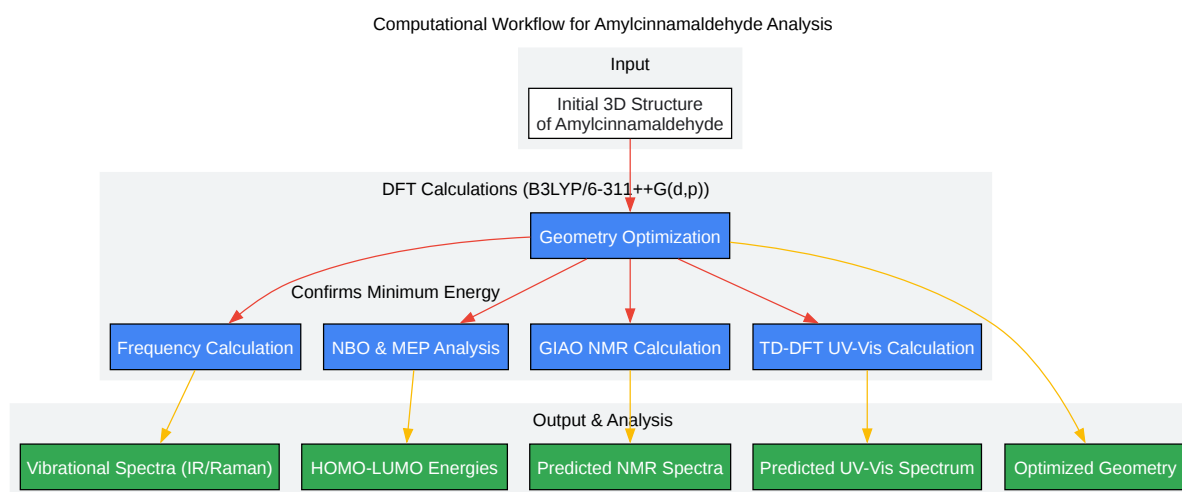 Computational Workflow for Amylcinnamaldehyde Analysis
Input
Initial 3D Structure
of Amylcinnamaldehyde
DFT Calculations (B3LYP/6-311++G(d,p))
Geometry Optimization
Confirms Minimum Energy
Frequency Calculation
NBO & MEP Analysis
GIAO NMR Calculation
TD-DFT UV-Vis Calculation
Output & Analysis
Vibrational Spectra (IR/Raman)
HOMO-LUMO Energies
Predicted NMR Spectra
Predicted UV-Vis Spectrum
Optimized Geometry